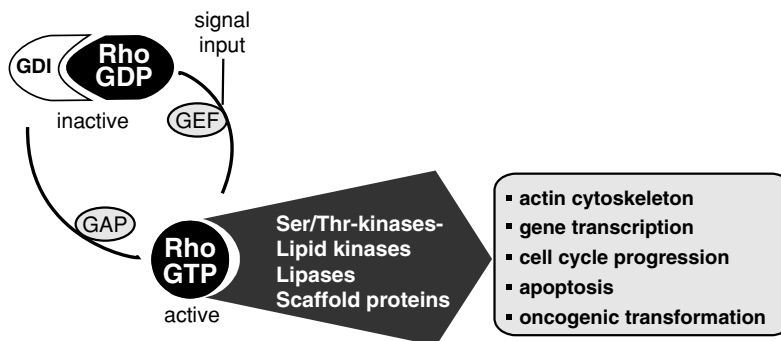 signal
input
GDI
Rho
GDP
inactive
GEF
GAP
Rho
GTP
active
Ser/Thr-kinases-
Lipid kinases
Lipases
Scaffold proteins
▪ actin cytoskeleton
▪ gene transcription
▪ cell cycle progression
▪ apoptosis
▪ oncogenic transformation